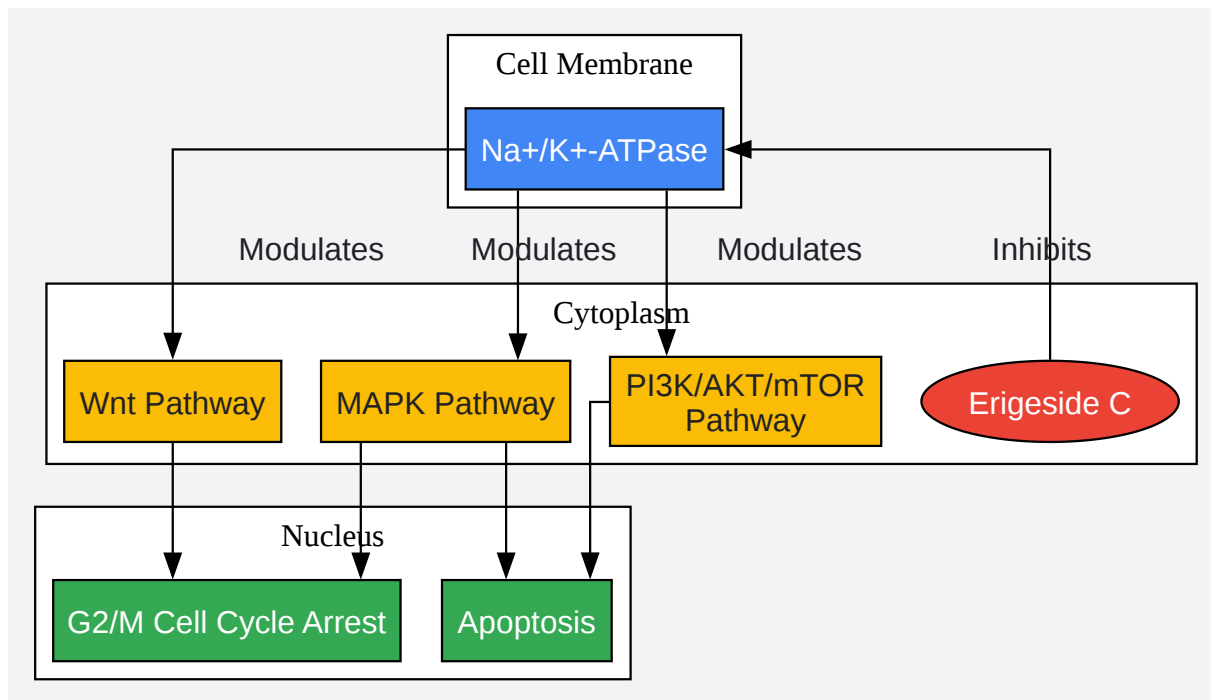 Cell Membrane
Na+/K+-ATPase
Modulates
Modulates
Modulates
Inhibits
Cytoplasm
Wnt Pathway
MAPK Pathway
PI3K/AKT/mTOR
Pathway
Erigeside C
Nucleus
G2/M Cell Cycle Arrest
Apoptosis